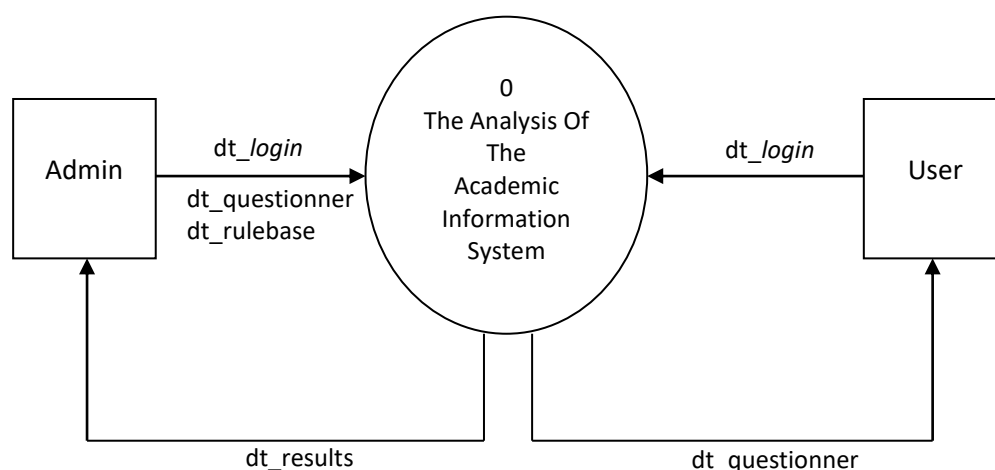 0
The Analysis Of
The
Academic
Information
System
Admin
dt_login
dt_questionner
dt_rulebase
dt_login
User
dt_results
dt_questionner